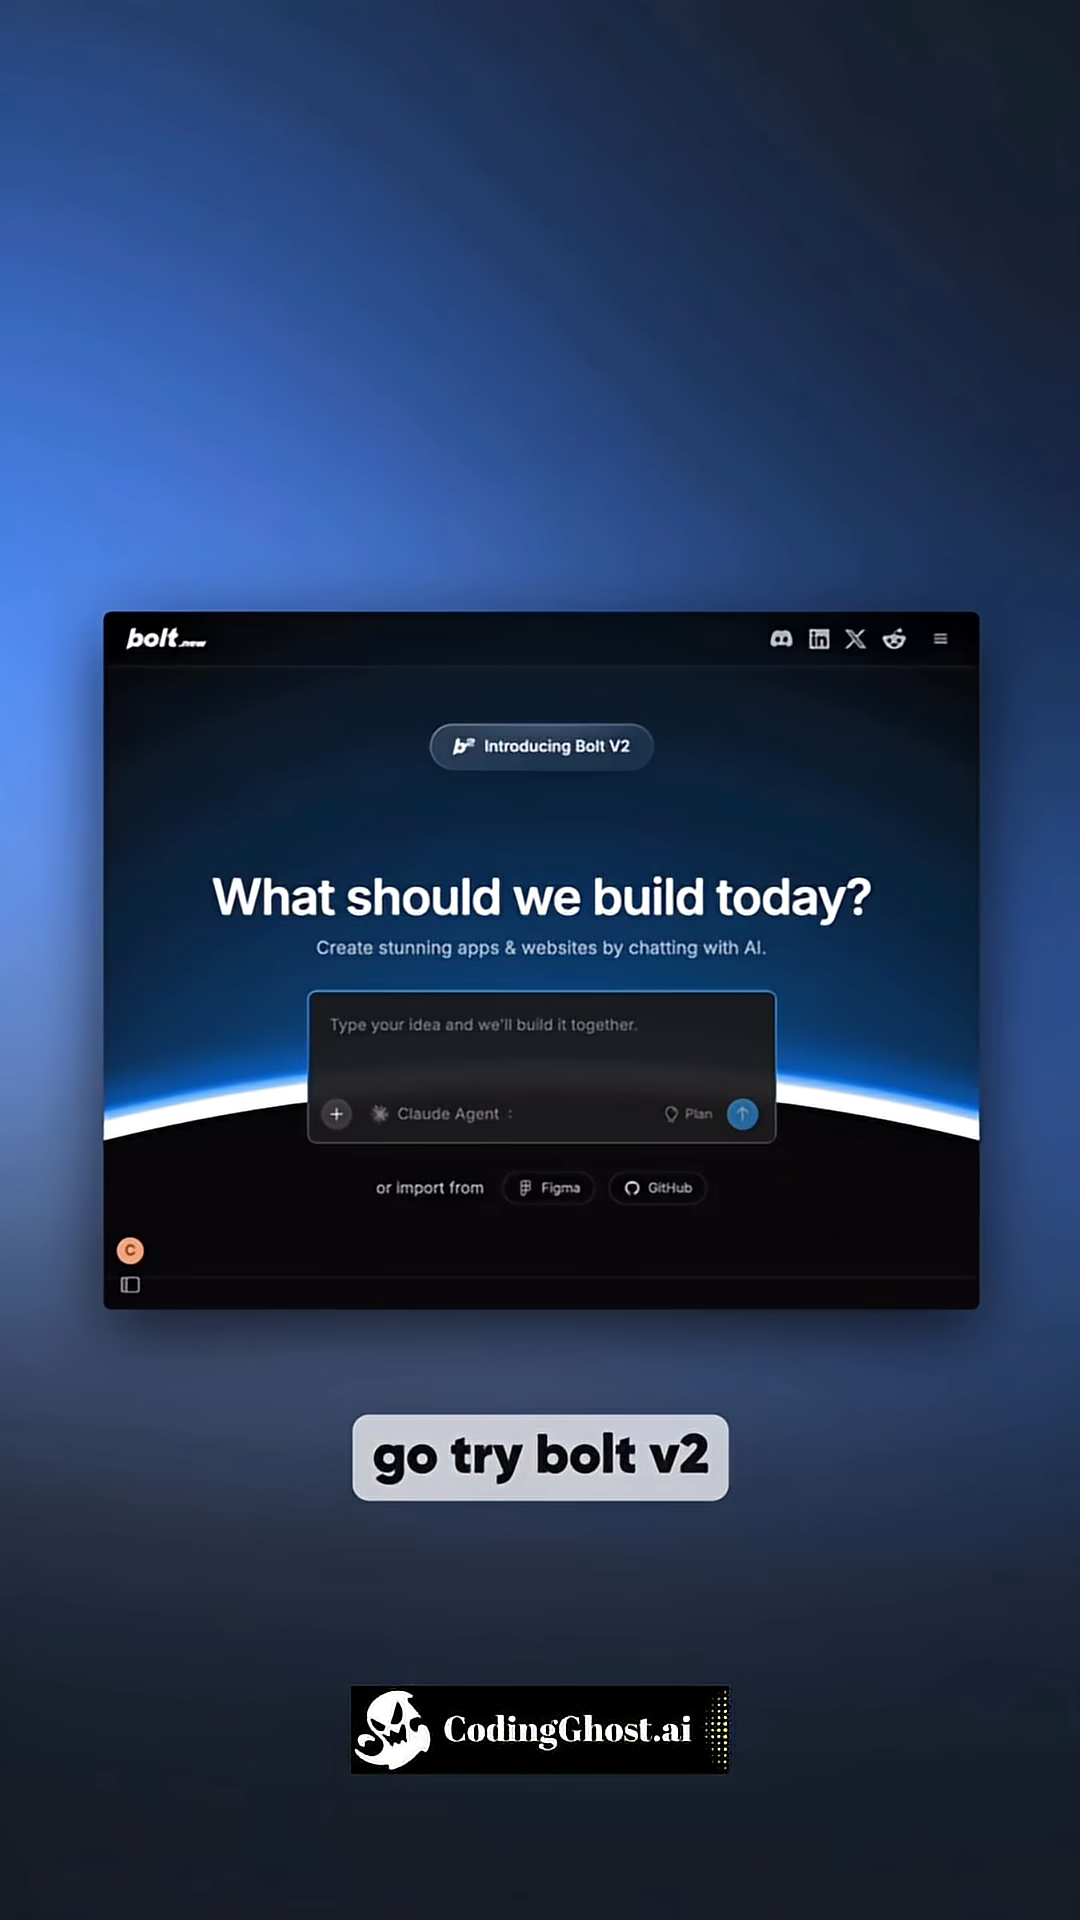 bolt.new
b² Introducing Bolt V2
What should we build today?
Create stunning apps & websites by chatting with AI.
Type your idea and we'll build it together.
Claude Agent
Plan
or import from
Figma
GitHub
C
go try bolt v2
CodingGhost.ai